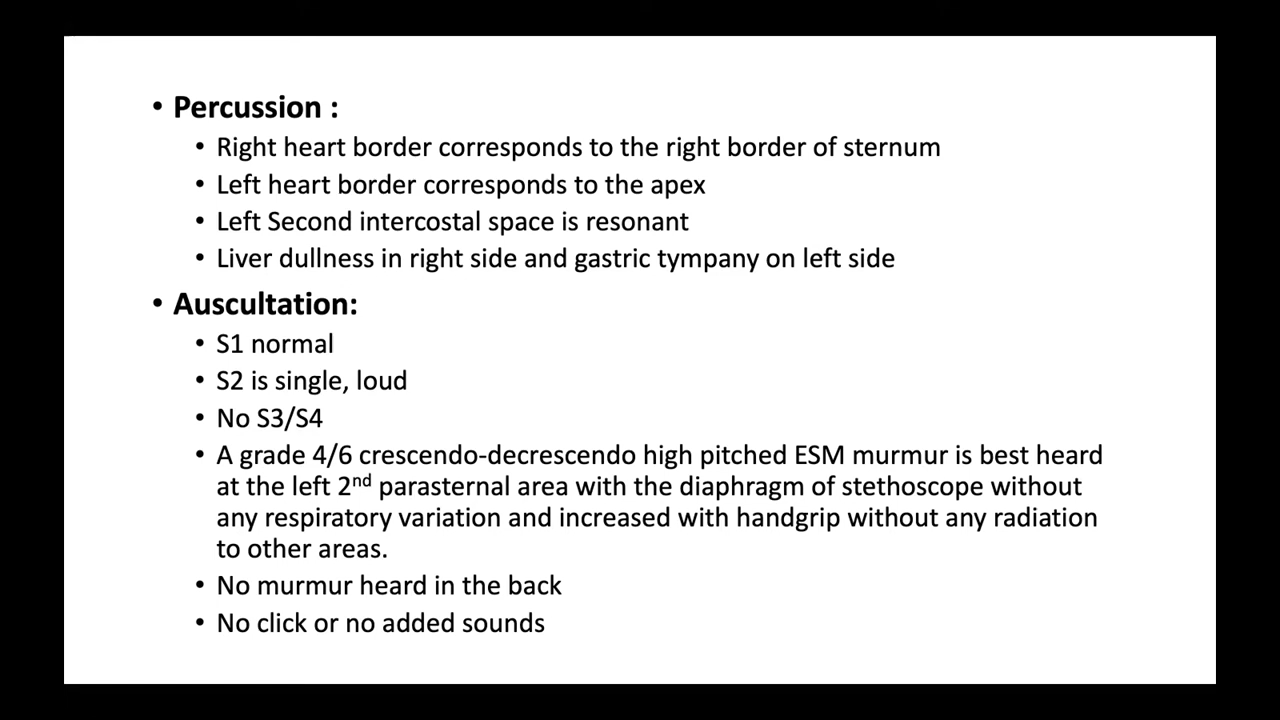 • Percussion :
• Right heart border corresponds to the right border of sternum
• Left heart border corresponds to the apex
• Left Second intercostal space is resonant
• Liver dullness in right side and gastric tympany on left side
• Auscultation:
• S1 normal
• S2 is single, loud
• No S3/S4
• A grade 4/6 crescendo-decrescendo high pitched ESM murmur is best heard
at the left 2nd parasternal area with the diaphragm of stethoscope without
any respiratory variation and increased with handgrip without any radiation
to other areas.
• No murmur heard in the back
• No click or no added sounds